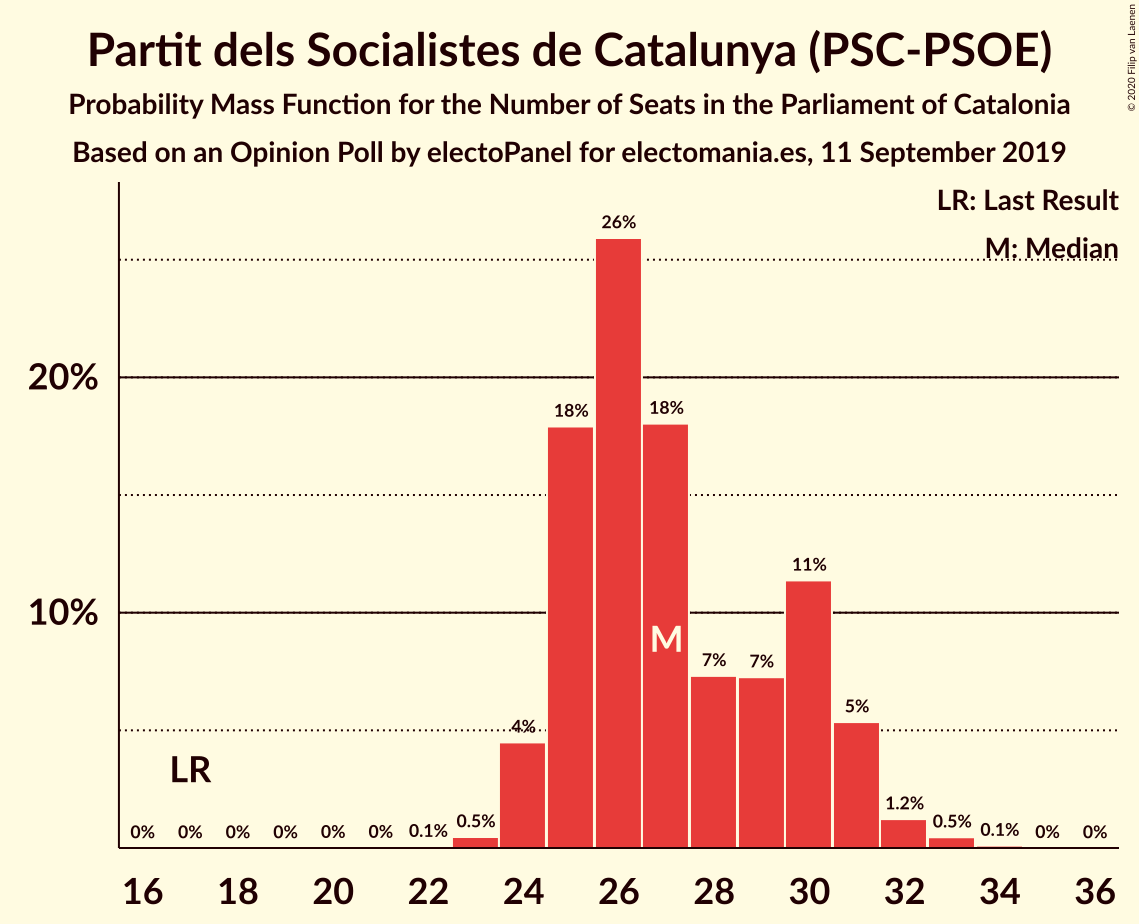 Partit dels Socialistes de Catalunya (PSC-PSOE)
Probability Mass Function for the Number of Seats in the Parliament of Catalonia
Based on an Opinion Poll by electoPanel for electomania.es, 11 September 2019
© 2020 Filip van Laenen
LR: Last Result
M: Median
26%
20%
18%
18%
11%
10%
M
7%
7%
5%
4%
LR
0%
0%
0%
0%
0%
0%
0.1%
0.5%
1.2%
0.5%
0.1%
0%
0%
16 18 20 22 24 26 28 30 32 34 36